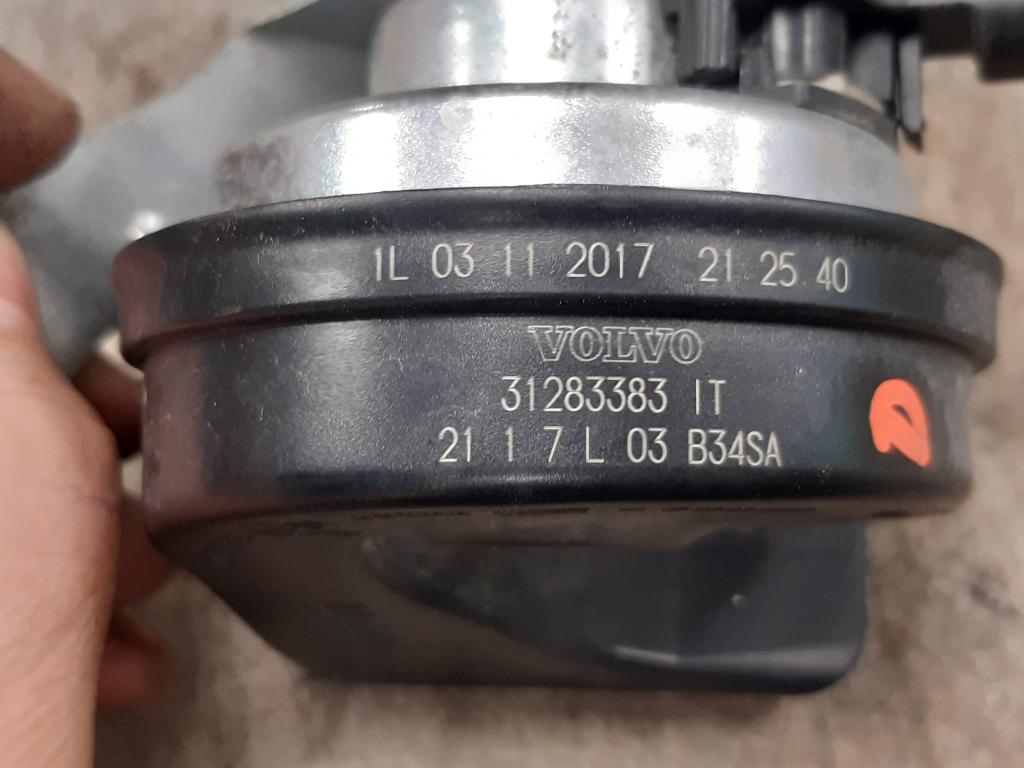 1L 03 11 2017 21 25 40
VOLVO
31283383 IT
21 1 7 L 03 B34SA